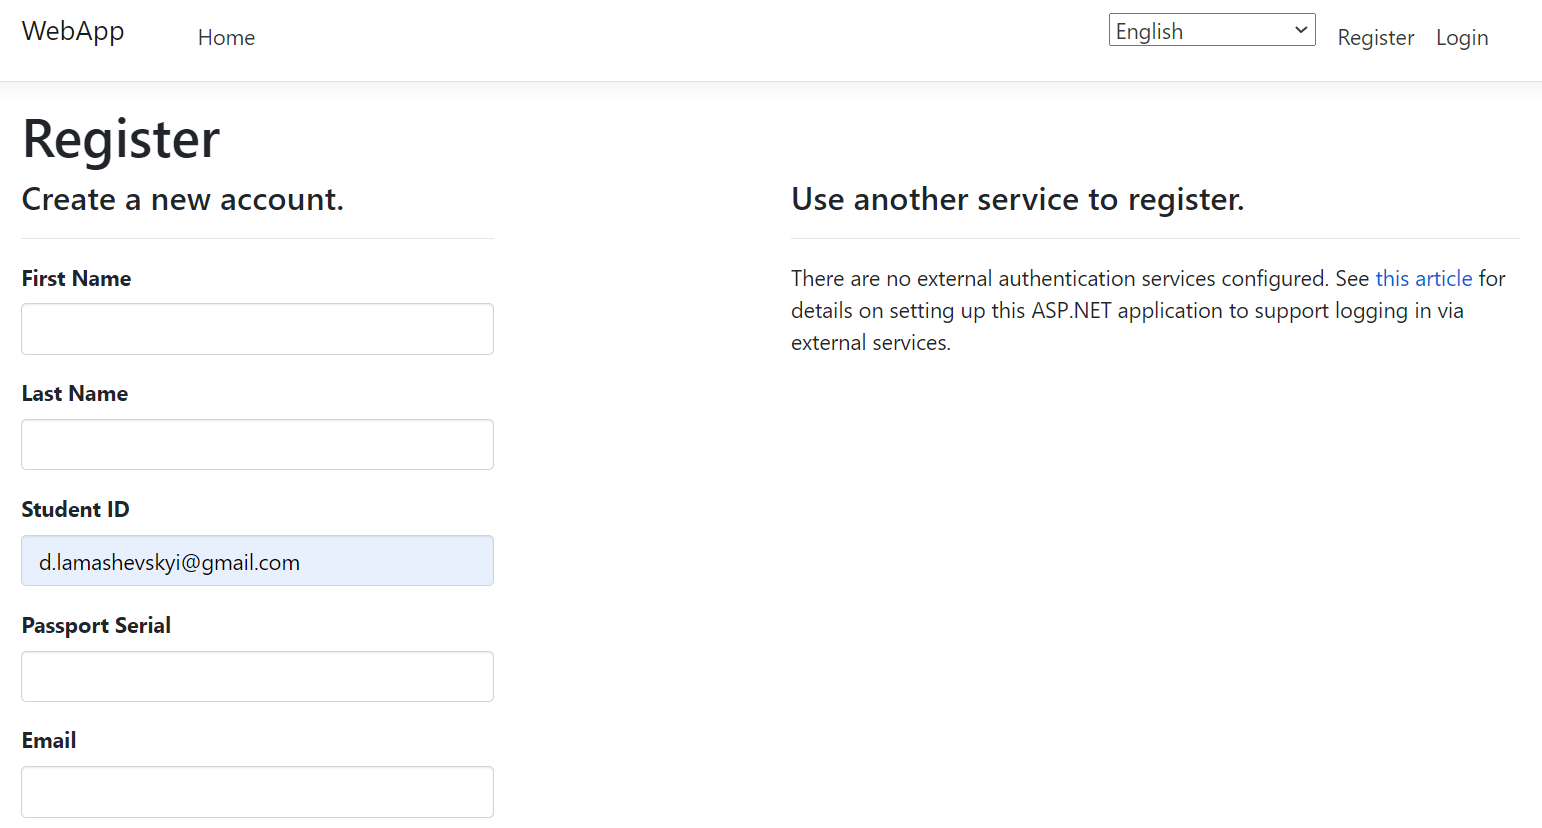 WebApp
Home
English
Register
Login
Register
Create a new account.
First Name
Last Name
Student ID
d.lamashevskyi@gmail.com
Passport Serial
Email
Use another service to register.
There are no external authentication services configured. See this article for
details on setting up this ASP.NET application to support logging in via
external services.